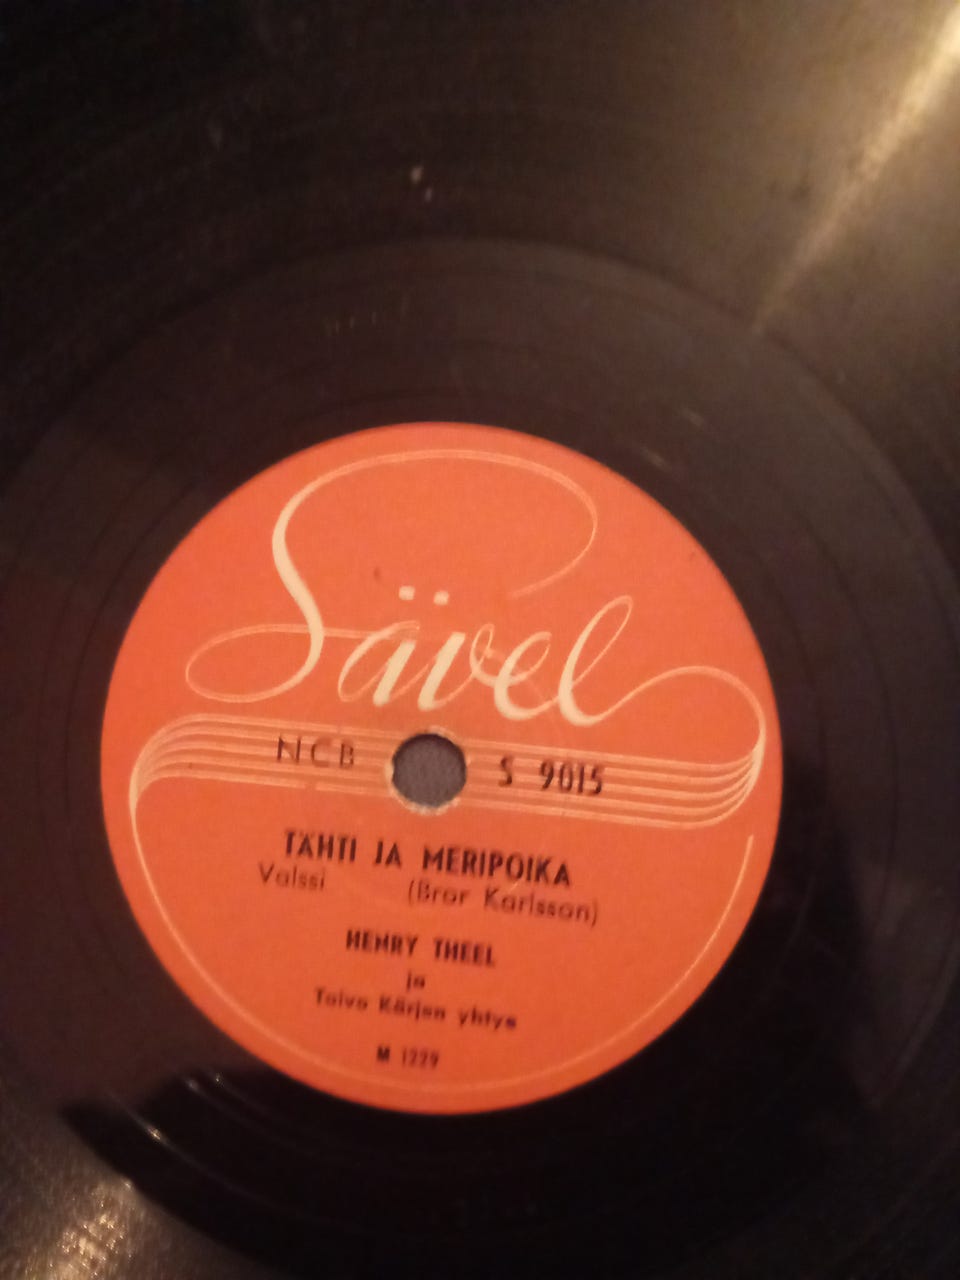 Sävel
NCB S 9015
TÄHTI JA MERIPOIKA
Valssi (Bror Karlsson)
HENRY THEEL
ja
Toivo Kärjen yhtye
M 1229